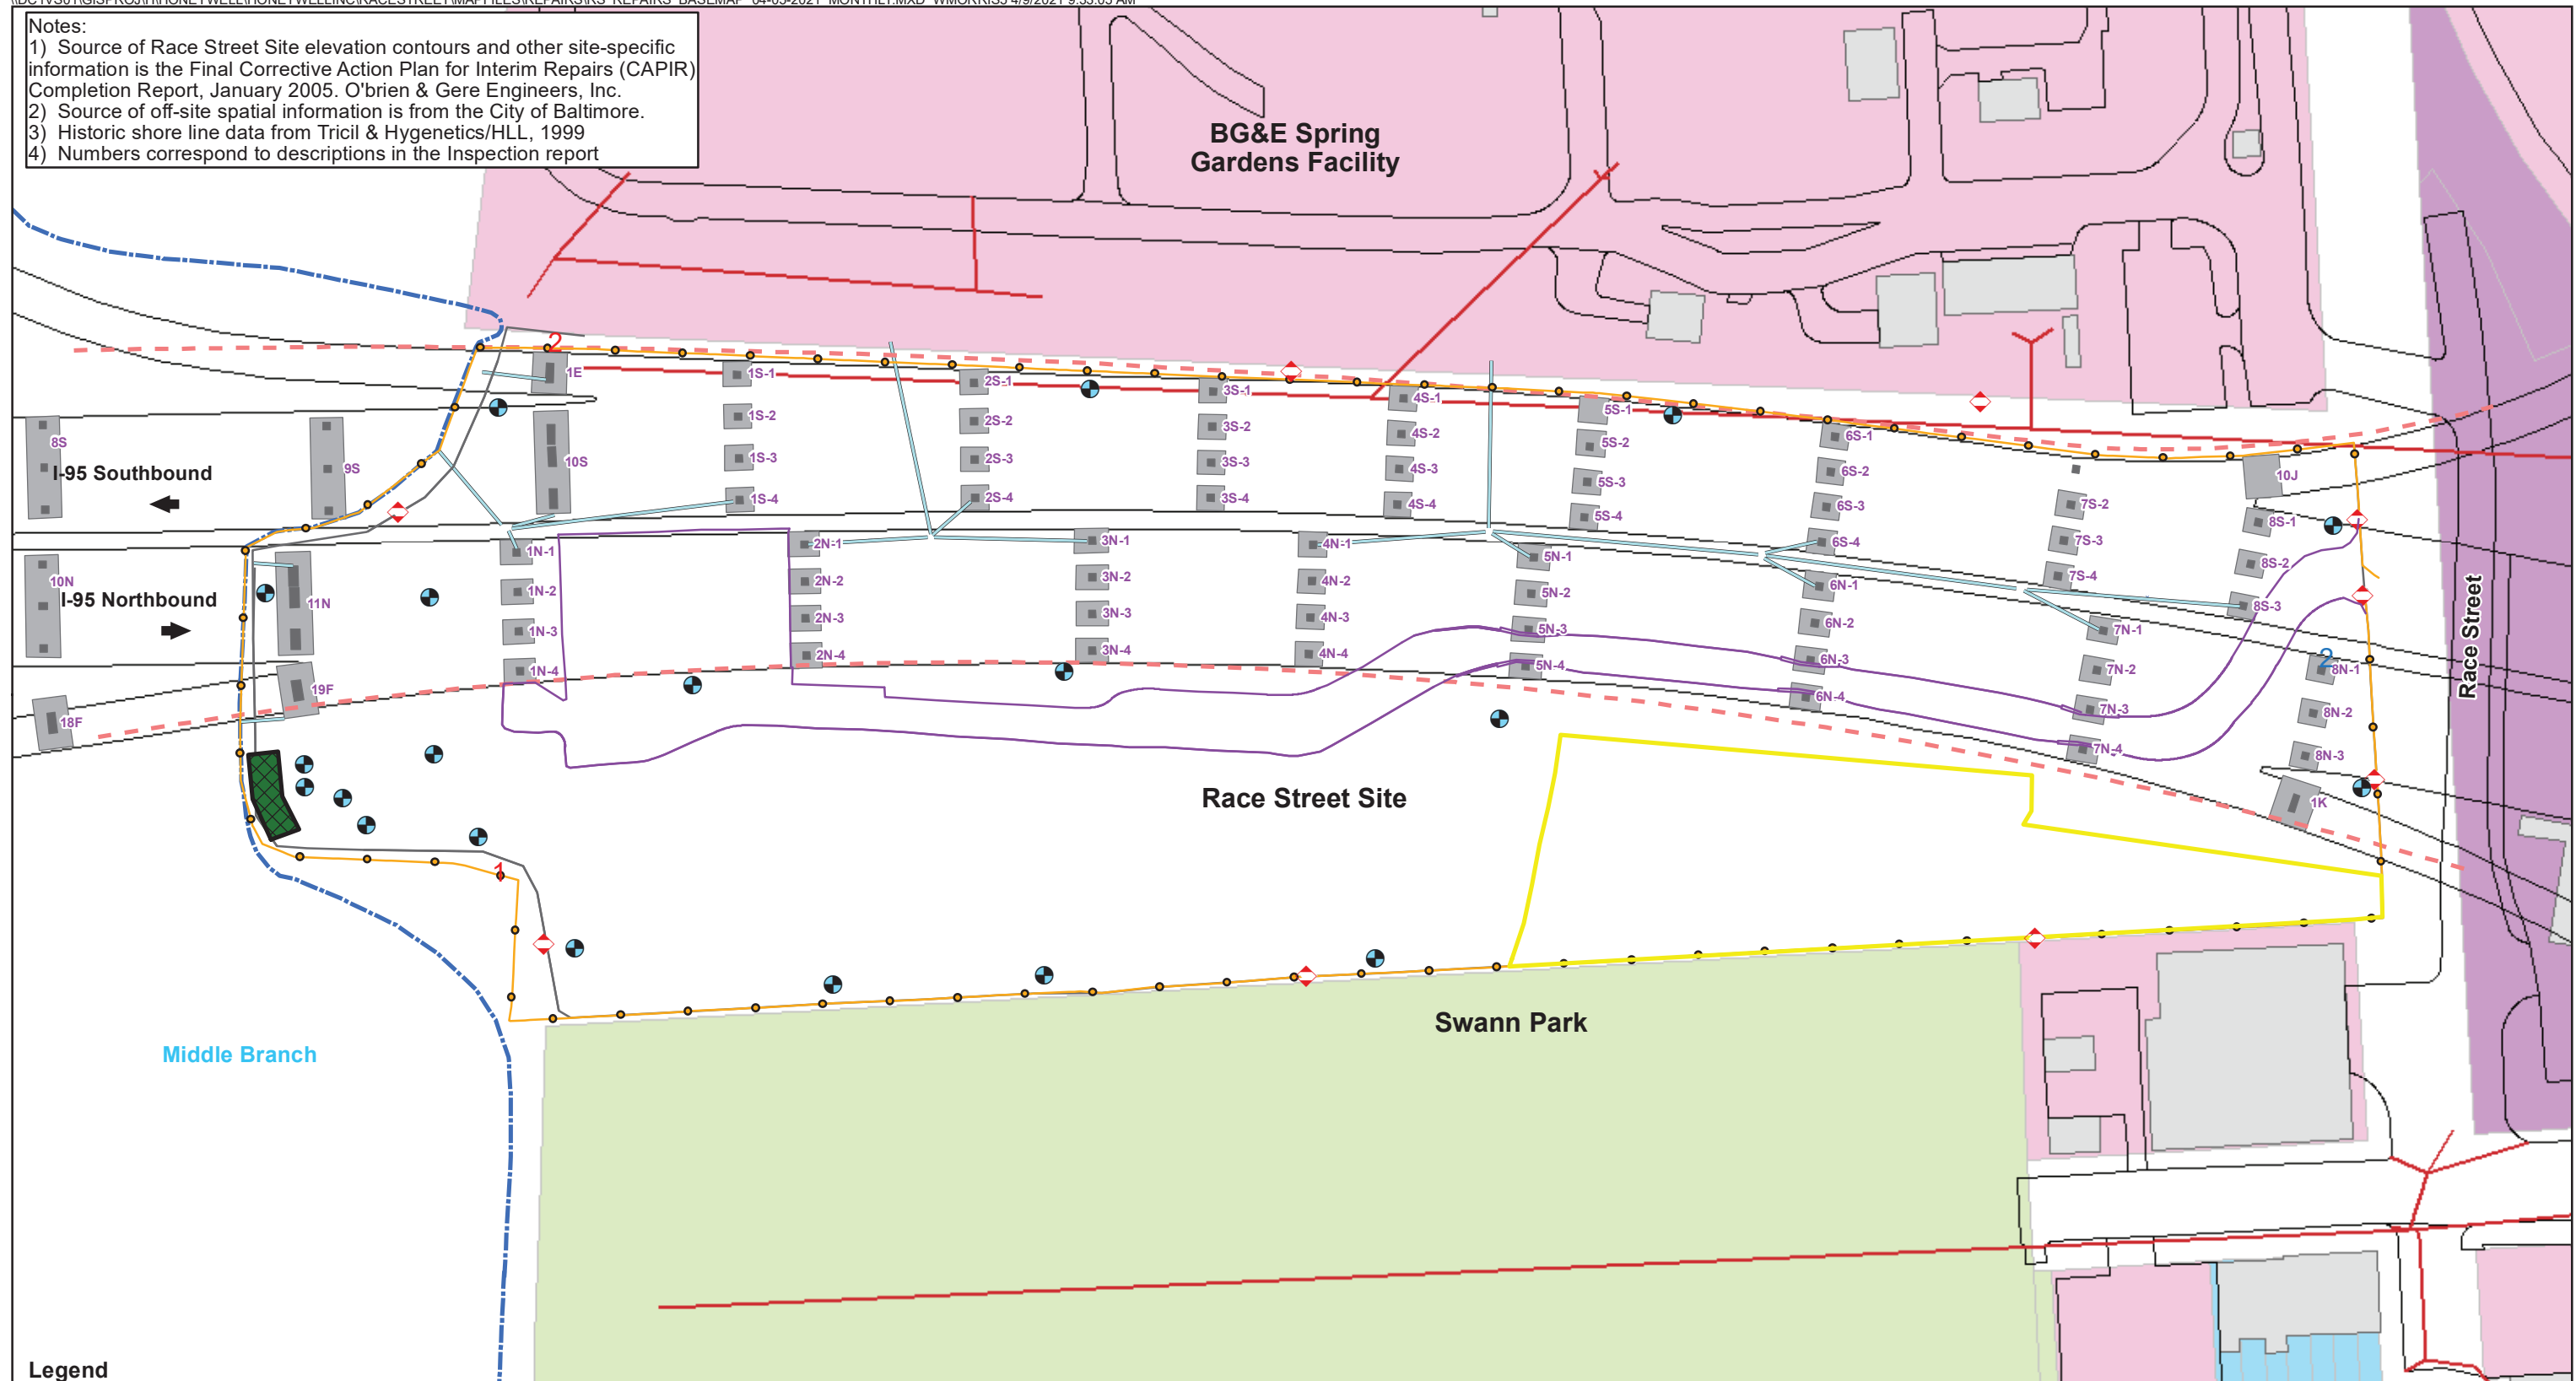 Notes:
1) Source of Race Street Site elevation contours and other site-specific
information is the Final Corrective Action Plan for Interim Repairs (CAPIR)
Completion Report, January 2005. O'brien & Gere Engineers, Inc.
2) Source of off-site spatial information is from the City of Baltimore.
3) Historic shore line data from Tricil & Hygenetics/HLL, 1999
4) Numbers correspond to descriptions in the Inspection report
BG&E Spring
Gardens Facility
2
1E
1S-1
2S-1
3S-1
4S-1
5S-1
6S-1
1S-2
2S-2
3S-2
4S-2
5S-2
6S-2
8S
9S
10S
1S-3
2S-3
3S-3
4S-3
5S-3
6S-3
10J
I-95 Southbound
1S-4
2S-4
3S-4
4S-4
5S-4
6S-4
7S-2
7S-3
7S-4
8S-1
8S-2
8S-3
1N-1
2N-1
3N-1
4N-1
5N-1
6N-1
7N-1
10N
I-95 Northbound
11N
1N-2
2N-2
3N-2
4N-2
5N-2
6N-2
7N-2
1N-3
2N-3
3N-3
4N-3
5N-3
6N-3
7N-3
1N-4
2N-4
3N-4
4N-4
5N-4
6N-4
7N-4
2
8N-1
8N-2
8N-3
18F
19F
1K
Race Street
Race Street Site
1
Swann Park
Middle Branch
Legend